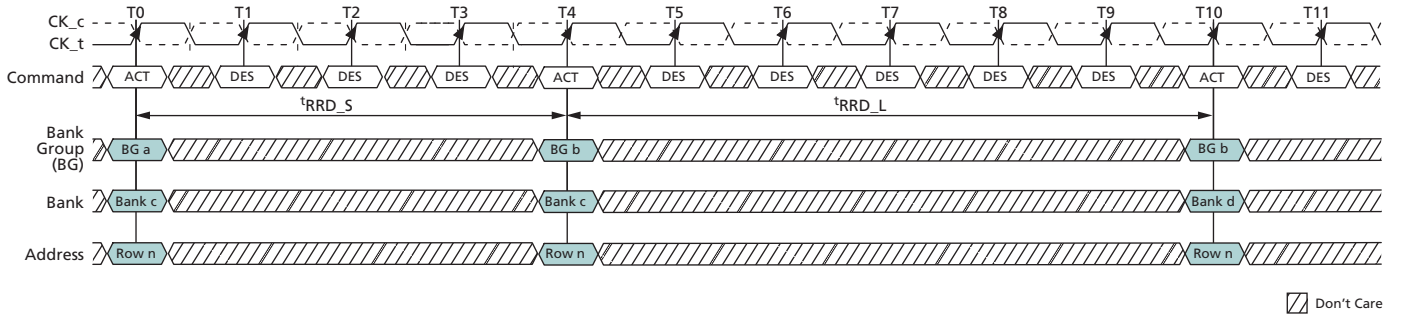 T0 T1 T2 T3 T4 T5 T6 T7 T8 T9 T10 T11
CK_c
CK_t
Command ACT DES DES DES ACT DES DES DES DES DES ACT DES
tRRD_S tRRD_L
Bank
Group
(BG)
BG a BG b BG b
Bank Bank c Bank c Bank d
Address Row n Row n Row n
Don't Care